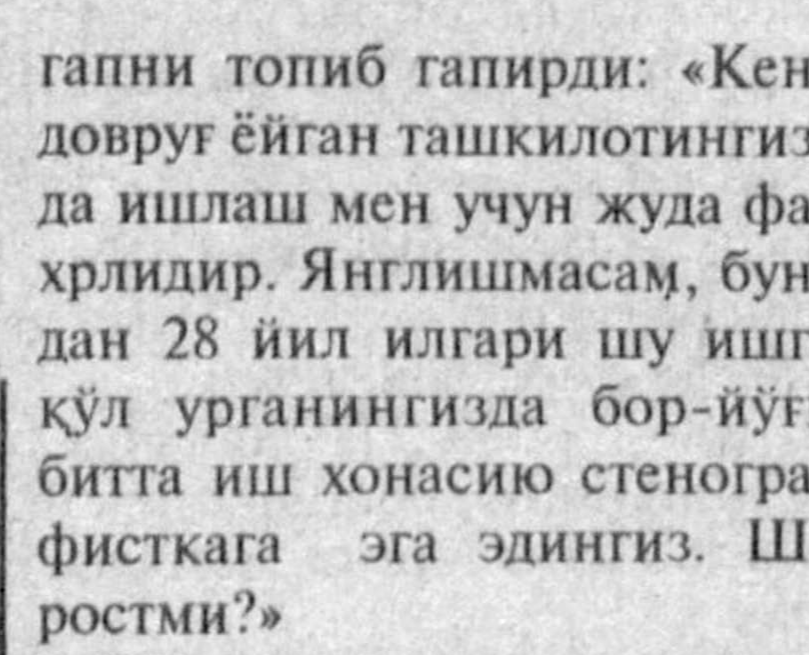 гапни топиб гапирди: «Кен
довруғ ёйган ташкилотингиз
да ишлаш мен учун жуда фа
хрлидир. Янглишмасам, бун
дан 28 йил илгари шу ишг
қўл урганингизда бор-йўғ
битта иш хонасию стеногра
фисткага эга эдингиз. Ш
ростми?»